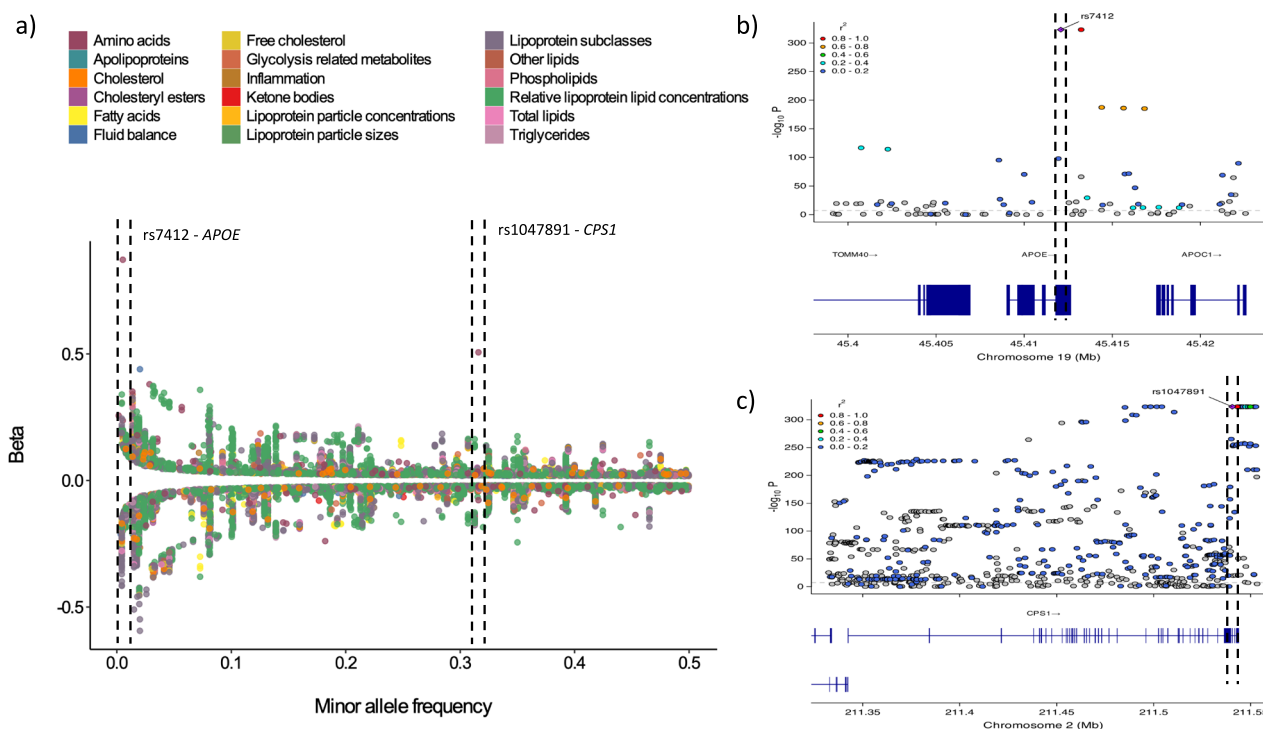 a)
Amino acids
Apolipoproteins
Cholesterol
Cholesteryl esters
Fatty acids
Fluid balance
Free cholesterol
Glycolysis related metabolites
Inflammation
Ketone bodies
Lipoprotein particle concentrations
Lipoprotein particle sizes
Lipoprotein subclasses
Other lipids
Phospholipids
Relative lipoprotein lipid concentrations
Total lipids
Triglycerides
rs7412 - APOE
rs1047891 - CPS1
Beta
0.5
0.0
-0.5
0.0 0.1 0.2 0.3 0.4 0.5
Minor allele frequency
b)
rs7412
r²
0.8 - 1.0
0.6 - 0.8
0.4 - 0.6
0.2 - 0.4
0.0 - 0.2
-log₁₀ P
300
250
200
150
100
50
0
TOMM40→ APOE→ APOC1→
45.4 45.405 45.41 45.415 45.42
Chromosome 19 (Mb)
c)
rs1047891
r²
0.8 - 1.0
0.6 - 0.8
0.4 - 0.6
0.2 - 0.4
0.0 - 0.2
-log₁₀ P
300
250
200
150
100
50
0
CPS1→
211.35 211.4 211.45 211.5 211.55
Chromosome 2 (Mb)